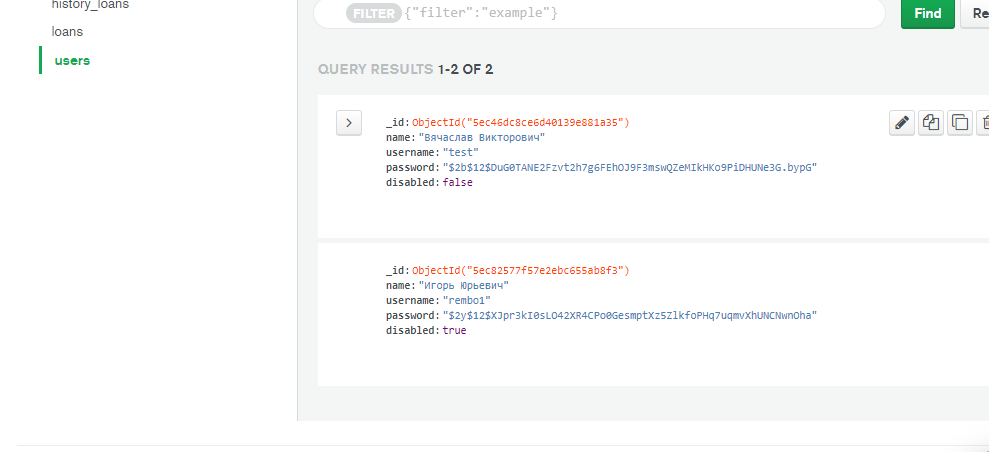 history_loans
loans
users
FILTER {"filter":"example"}
Find
Re
QUERY RESULTS 1-2 OF 2
_id: ObjectId("5ec46dc8ce6d40139e881a35")
name: "Вячаслав Викторович"
username: "test"
password: "$2b$12$DuG0TANE2Fzvt2h7g6FEhOJ9F3mswQZeMIkHKo9PiDHUNe3G.bypG"
disabled: false
_id: ObjectId("5ec82577f57e2ebc655ab8f3")
name: "Игорь Юрьевич"
username: "rembo1"
password: "$2y$12$XJpr3kI0sLO42XR4CPo0GesmptXz5ZlkfoPHq7uqmvXhUNCNwnOha"
disabled: true